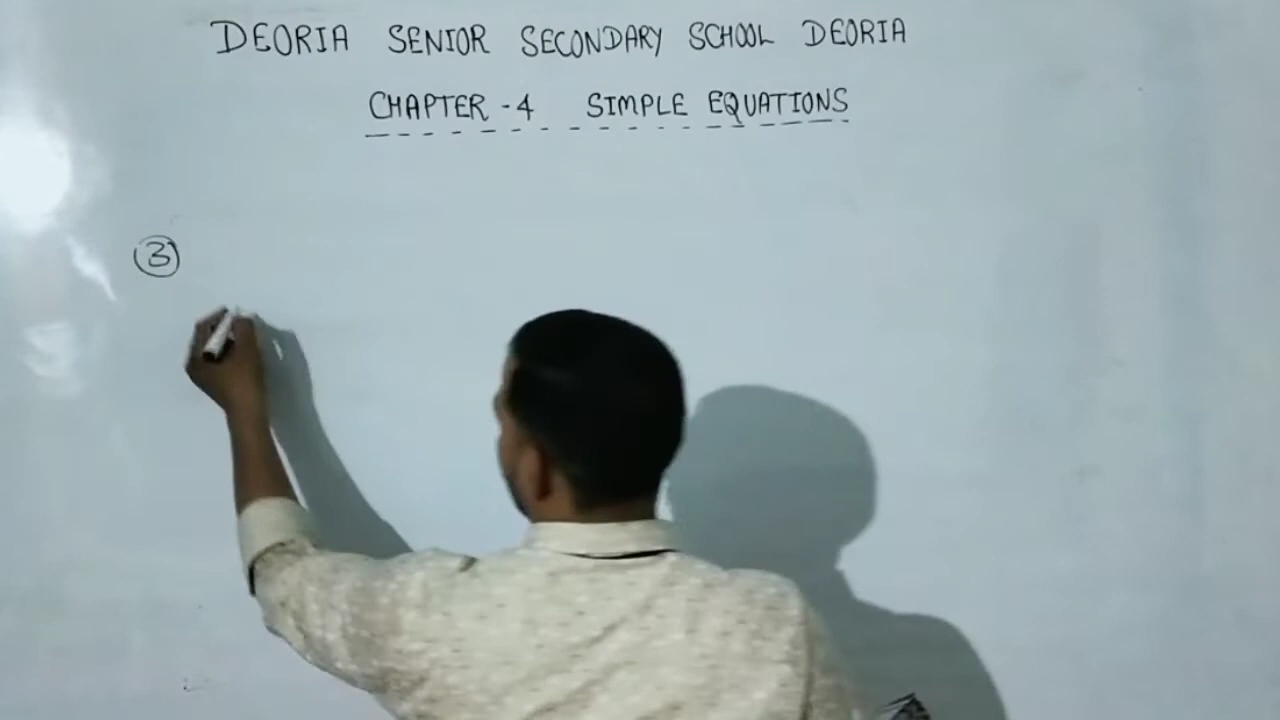 DEORIA SENIOR SECONDARY SCHOOL DEORIA
CHAPTER - 4 SIMPLE EQUATIONS
3